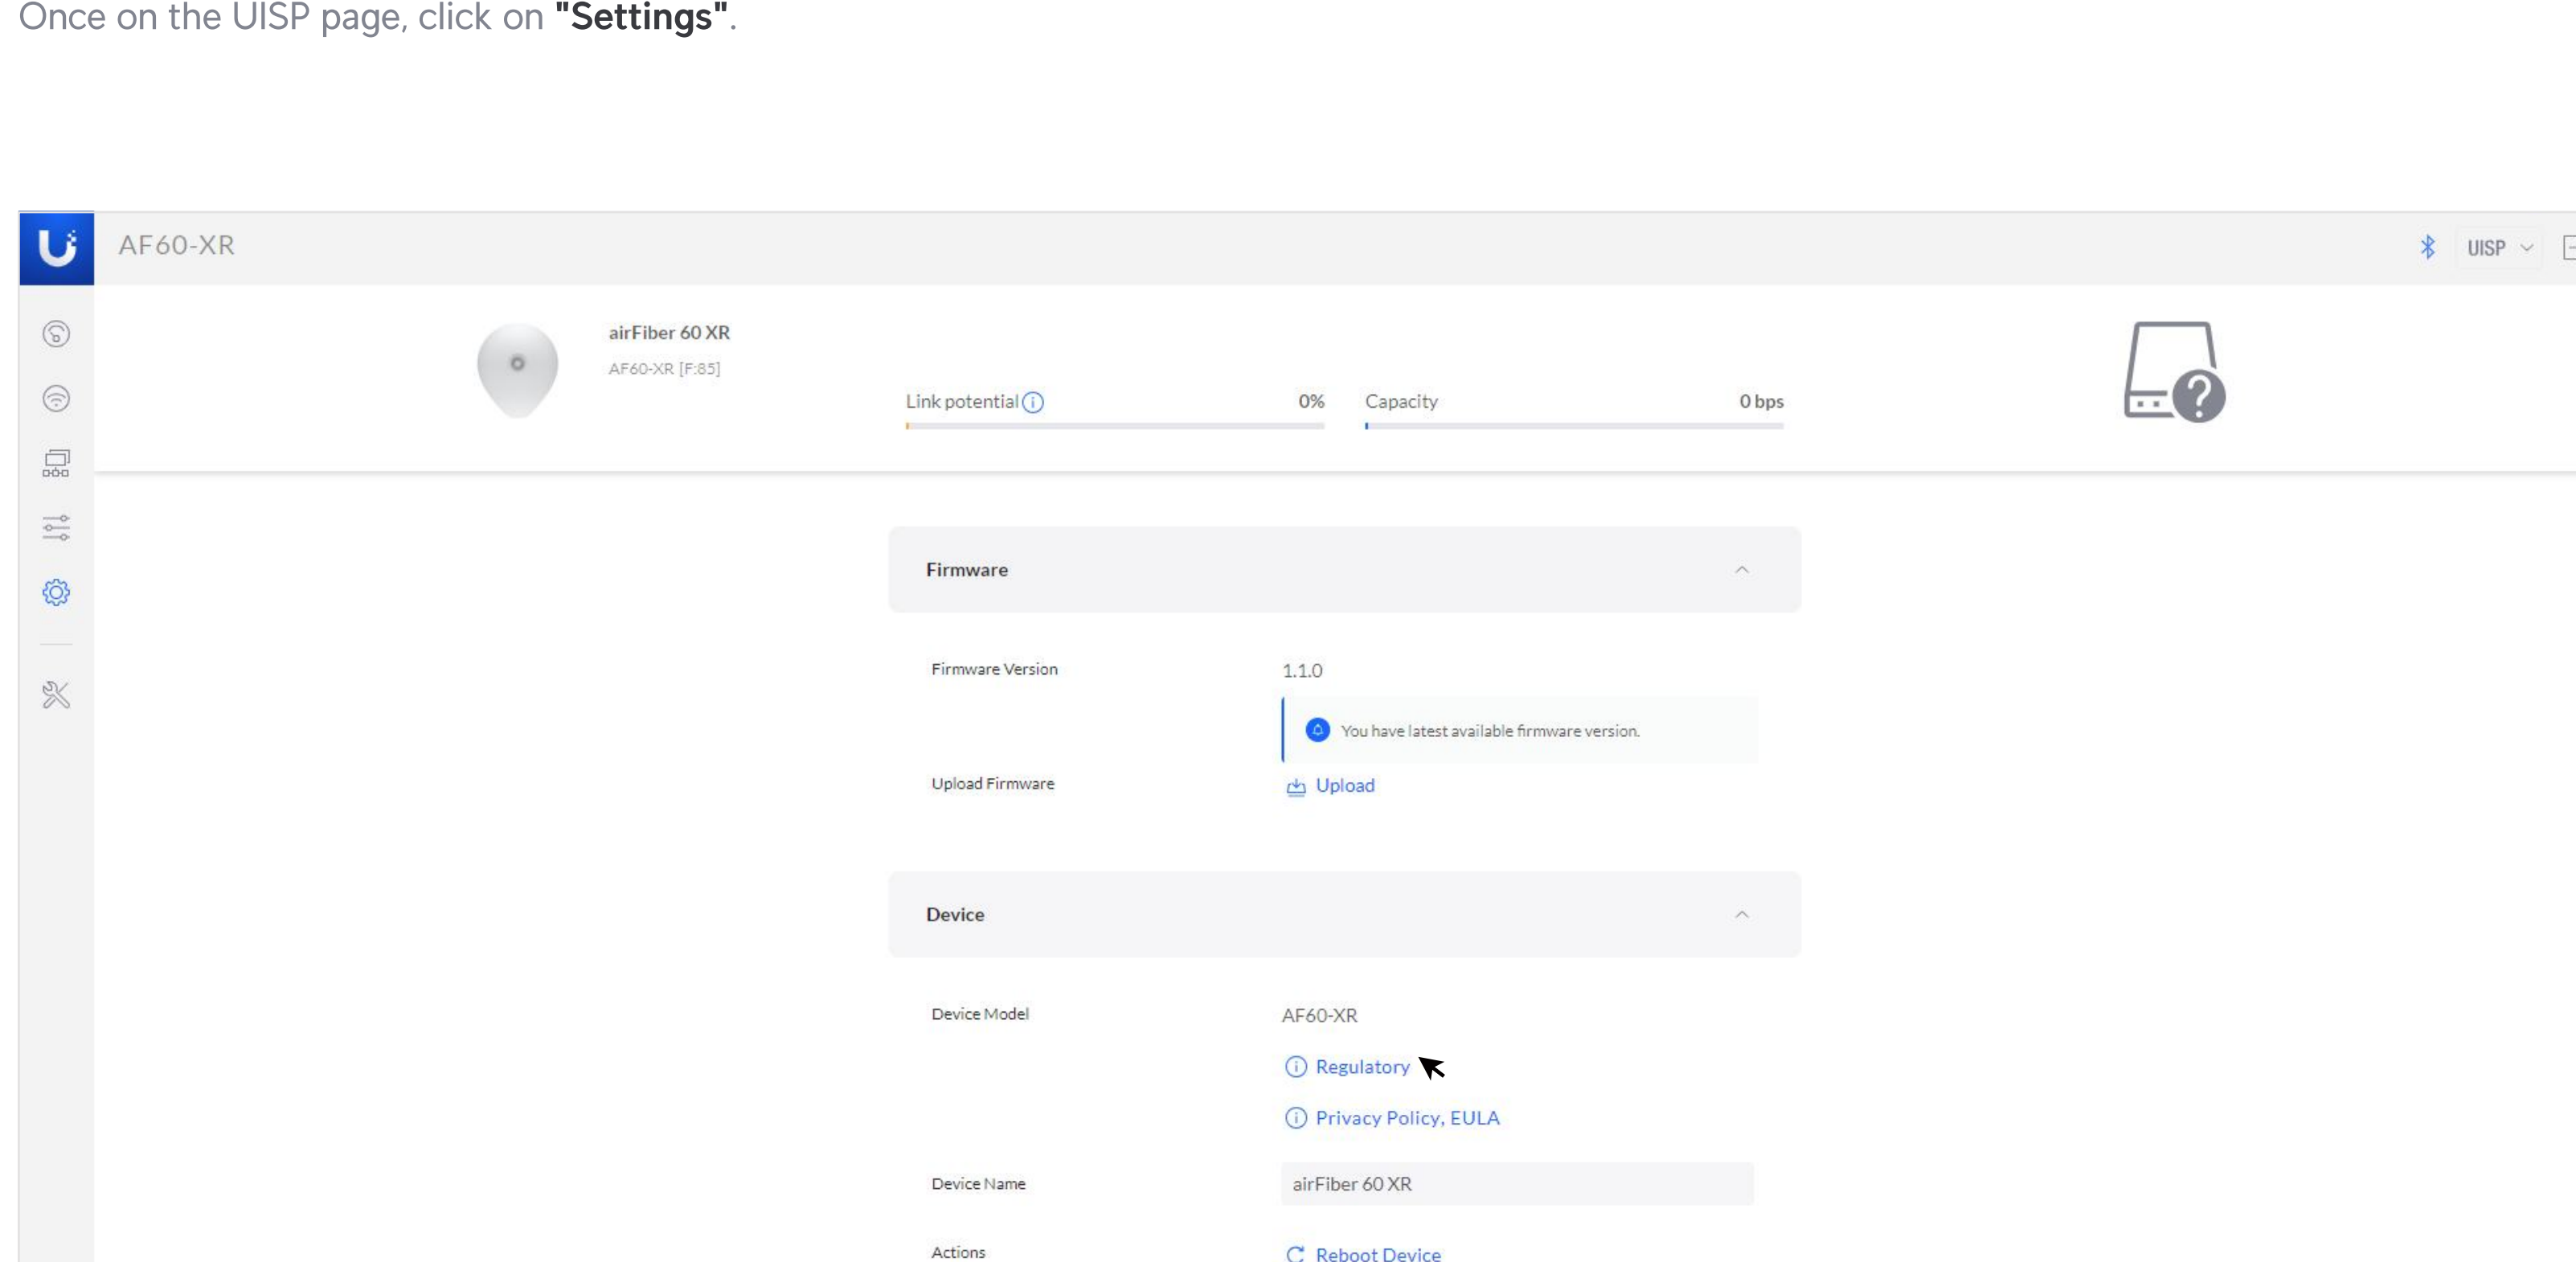 Once on the UISP page, click on "Settings".
AF60-XR
UISP
airFiber 60 XR
AF60-XR [F:85]
Link potential 0% Capacity 0 bps
Firmware
Firmware Version 1.1.0
You have latest available firmware version.
Upload Firmware Upload
Device
Device Model AF60-XR
Regulatory
Privacy Policy, EULA
Device Name airFiber 60 XR
Actions Reboot Device